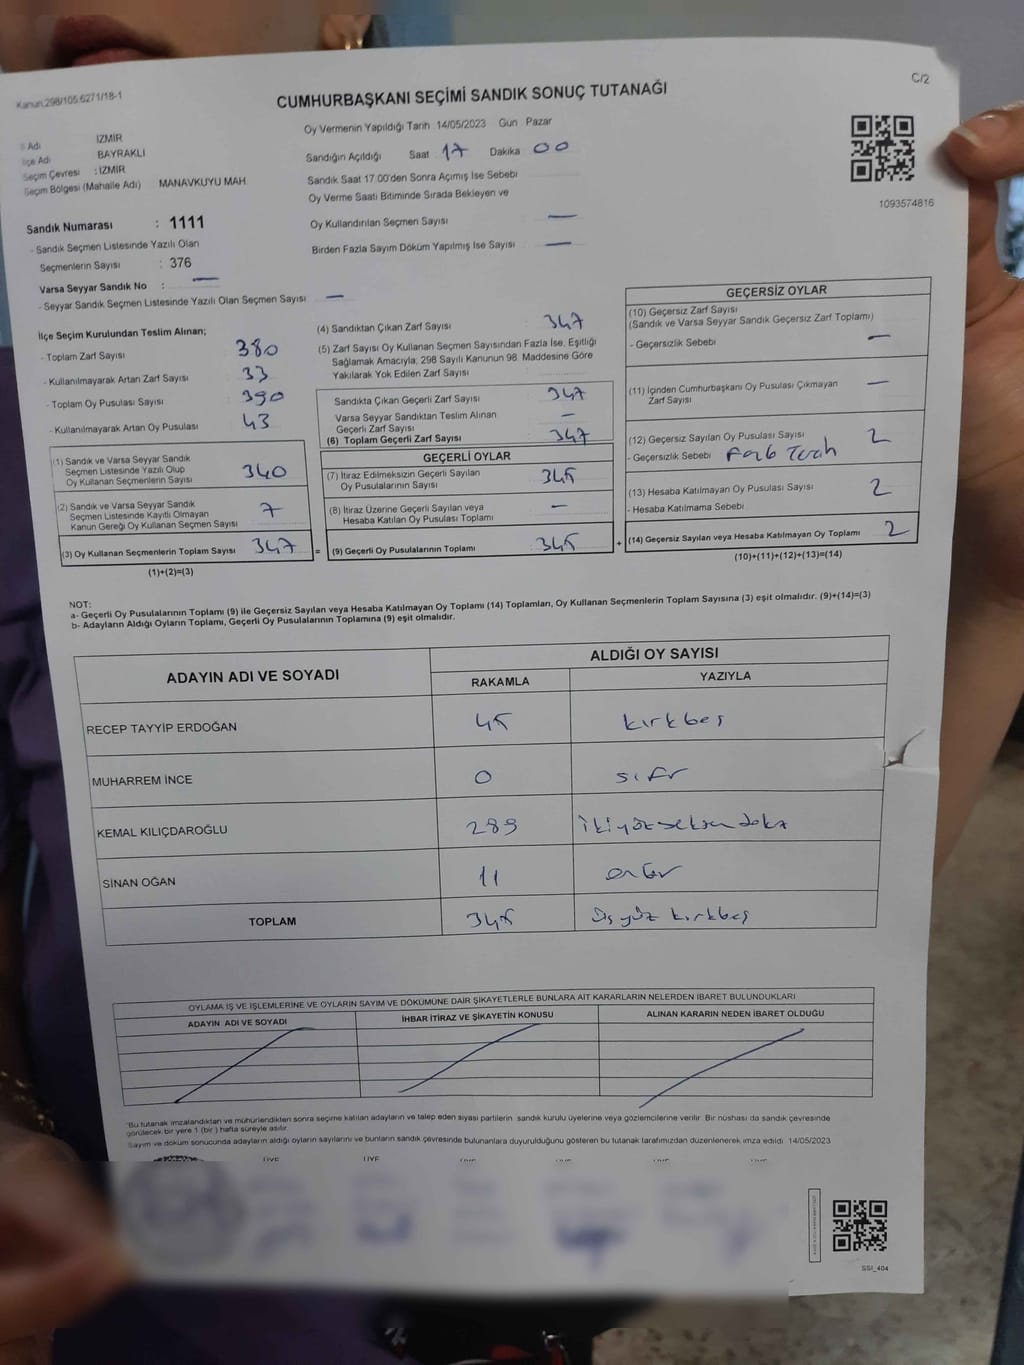 Kanun,298/105,6271/18-1
C/2
CUMHURBAŞKANI SEÇİMİ SANDIK SONUÇ TUTANAĞI
İl Adı İZMİR
İlçe Adı BAYRAKLI
Seçim Çevresi : İZMİR
Seçim Bölgesi (Mahalle Adı) MANAVKUYU MAH.
Oy Vermenin Yapıldığı Tarih 14/05/2023 Gün Pazar
Sandığın Açıldığı Saat 17 Dakika 00
Sandık Saat 17.00'den Sonra Açımış İse Sebebi
Oy Verme Saati Bitiminde Sırada Bekleyen ve
Oy Kullandırılan Seçmen Sayısı —
Birden Fazla Sayım Döküm Yapılmış İse Sayısı —
1093574816
Sandık Numarası : 1111
- Sandık Seçmen Listesinde Yazılı Olan
Seçmenlerin Sayısı : 376
Varsa Seyyar Sandık No : —
- Seyyar Sandık Seçmen Listesinde Yazılı Olan Seçmen Sayısı —
İlçe Seçim Kurulundan Teslim Alınan;
- Toplam Zarf Sayısı 380
- Kullanılmayarak Artan Zarf Sayısı 33
- Toplam Oy Pusulası Sayısı 390
- Kullanılmayarak Artan Oy Pusulası 43
(1) Sandık ve Varsa Seyyar Sandık
Seçmen Listesinde Yazılı Olup
Oy Kullanan Seçmenlerin Sayısı 340
(2) Sandık ve Varsa Seyyar Sandık
Seçmen Listesinde Kayıtlı Olmayan
Kanun Gereği Oy Kullanan Seçmen Sayısı 7
(3) Oy Kullanan Seçmenlerin Toplam Sayısı 347 =
(1)+(2)=(3)
(4) Sandıktan Çıkan Zarf Sayısı 347
(5) Zarf Sayısı Oy Kullanan Seçmen Sayısından Fazla İse, Eşitliği
Sağlamak Amacıyla; 298 Sayılı Kanunun 98. Maddesine Göre
Yakılarak Yok Edilen Zarf Sayısı
Sandıkta Çıkan Geçerli Zarf Sayısı 347
Varsa Seyyar Sandıktan Teslim Alınan
Geçerli Zarf Sayısı —
(6) Toplam Geçerli Zarf Sayısı 347
GEÇERLİ OYLAR
(7) İtiraz Edilmeksizin Geçerli Sayılan
Oy Pusulalarının Sayısı 345
(8) İtiraz Üzerine Geçerli Sayılan veya
Hesaba Katılan Oy Pusulası Toplamı —
(9) Geçerli Oy Pusulalarının Toplamı 345 +
GEÇERSİZ OYLAR
(10) Geçersiz Zarf Sayısı
(Sandık ve Varsa Seyyar Sandık Geçersiz Zarf Toplamı)
- Geçersizlik Sebebi —
(11) İçinden Cumhurbaşkanı Oy Pusulası Çıkmayan
Zarf Sayısı —
(12) Geçersiz Sayılan Oy Pusulası Sayısı 2
- Geçersizlik Sebebi
(13) Hesaba Katılmayan Oy Pusulası Sayısı 2
- Hesaba Katılmama Sebebi
(14) Geçersiz Sayılan veya Hesaba Katılmayan Oy Toplamı 2
(10)+(11)+(12)+(13)=(14)
NOT:
a- Geçerli Oy Pusulalarının Toplamı (9) ile Geçersiz Sayılan veya Hesaba Katılmayan Oy Toplamı (14) Toplamları, Oy Kullanan Seçmenlerin Toplam Sayısına (3) eşit olmalıdır. (9)+(14)=(3)
b- Adayların Aldığı Oyların Toplamı, Geçerli Oy Pusulalarının Toplamına (9) eşit olmalıdır.
ADAYIN ADI VE SOYADI
ALDIĞI OY SAYISI
RAKAMLA YAZIYLA
RECEP TAYYİP ERDOĞAN 45 kırkbeş
MUHARREM İNCE 0 sıfır
KEMAL KILIÇDAROĞLU 289 ikiyüzseksen dokuz
SİNAN OĞAN 11 onbir
TOPLAM 345 üçyüz kırkbeş
OYLAMA İŞ VE İŞLEMLERİNE VE OYLARIN SAYIM VE DÖKÜMÜNE DAİR ŞİKAYETLERLE BUNLARA AİT KARARLARIN NELERDEN İBARET BULUNDUKLARI
ADAYIN ADI VE SOYADI İHBAR İTİRAZ VE ŞİKAYETİN KONUSU ALINAN KARARIN NEDEN İBARET OLDUĞU
*Bu tutanak imzalandıktan ve mühürlendikten sonra seçime katılan adayların ve talep eden siyasi partilerin sandık kurulu üyelerine veya gözlemcilerine verilir. Bir nüshası da sandık çevresinde
görülecek bir yere 1 (bir) hafta süreyle asılır.
Sayım ve döküm sonucunda adayların aldığı oyların sayılarını ve bunların sandık çevresinde bulunanlara duyurulduğunu gösteren bu tutanak tarafımızdan düzenlenerek imza edildi. 14/05/2023
SSI_404